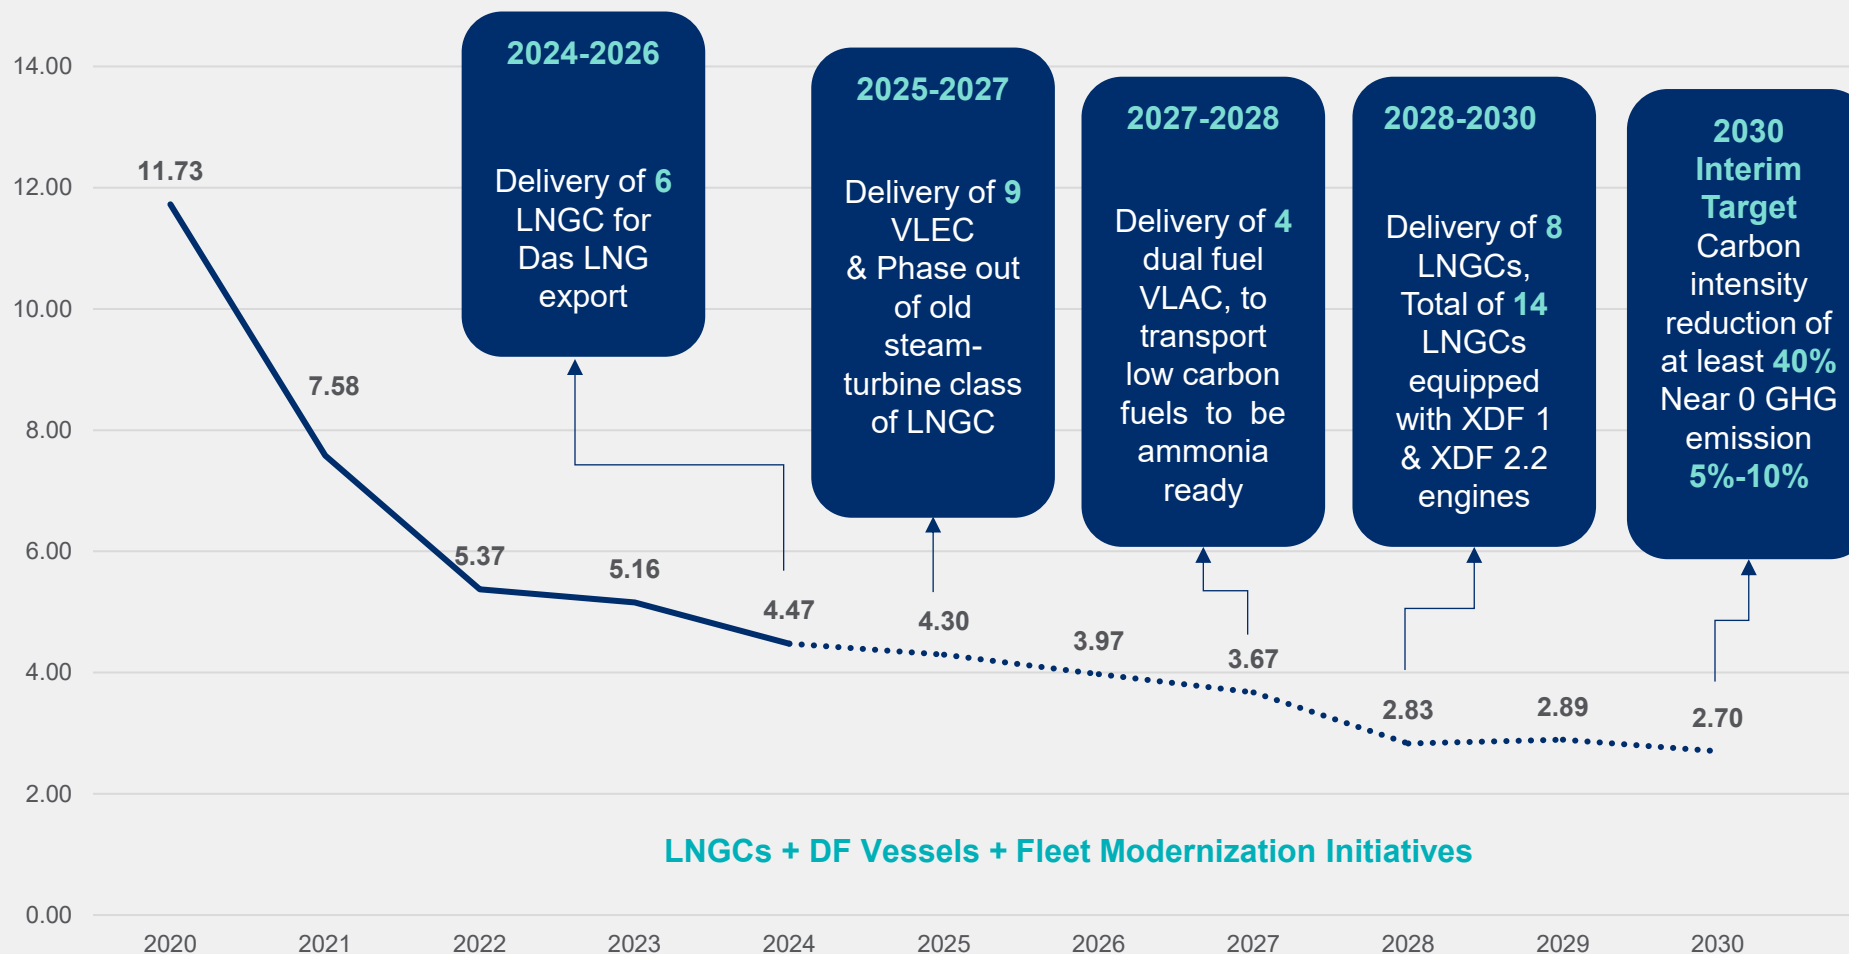 14.00
12.00
10.00
8.00
6.00
4.00
2.00
0.00
2024-2026
Delivery of 6
LNGC for
Das LNG
export
2025-2027
Delivery of 9
VLEC
& Phase out
of old
steam-
turbine class
of LNGC
2027-2028
Delivery of 4
dual fuel
VLAC, to
transport
low carbon
fuels to be
ammonia
ready
2028-2030
Delivery of 8
LNGCs,
Total of 14
LNGCs
equipped
with XDF 1
& XDF 2.2
engines
2030
Interim
Target
Carbon
intensity
reduction of
at least 40%
Near 0 GHG
emission
5%-10%
11.73
7.58
5.37
5.16
4.47
4.30
3.97
3.67
2.83
2.89
2.70
LNGCs + DF Vessels + Fleet Modernization Initiatives
2020 2021 2022 2023 2024 2025 2026 2027 2028 2029 2030